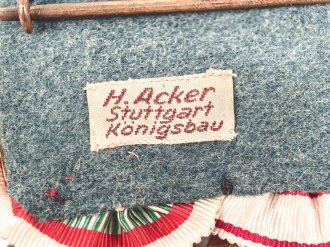 H. Acker
Stuttgart
Königsbau